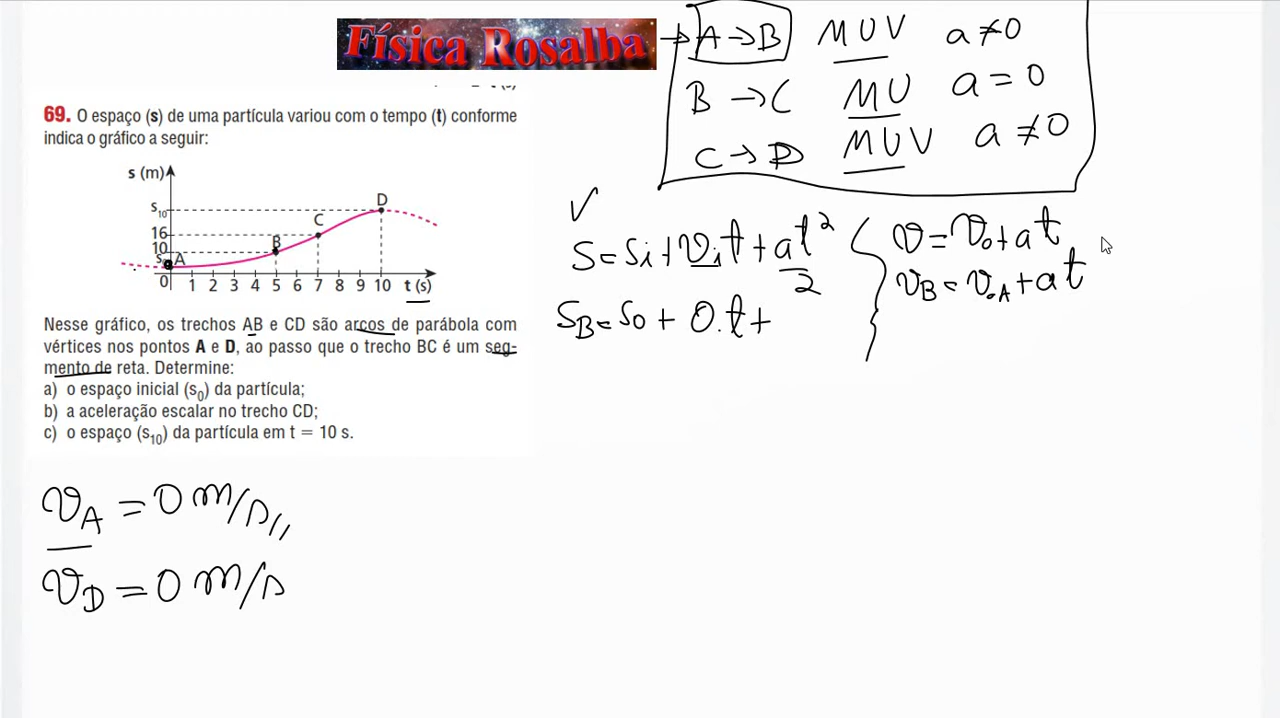 Física Rosalba
→ A → B MUV a ≠ 0
B → C MU a = 0
C → D MUV a ≠ 0
69. O espaço (s) de uma partícula variou com o tempo (t) conforme
indica o gráfico a seguir:
s (m)
s10
16
10
s0
A
B
C
D
0 1 2 3 4 5 6 7 8 9 10 t (s)
Nesse gráfico, os trechos AB e CD são arcos de parábola com
vértices nos pontos A e D, ao passo que o trecho BC é um seg-
mento de reta. Determine:
a) o espaço inicial (s0) da partícula;
b) a aceleração escalar no trecho CD;
c) o espaço (s10) da partícula em t = 10 s.
S = Si + vit + at²/2
SB = S0 + 0.t +
v = v0 + at
vB = v0A + at
vA = 0 m/s
vD = 0 m/s